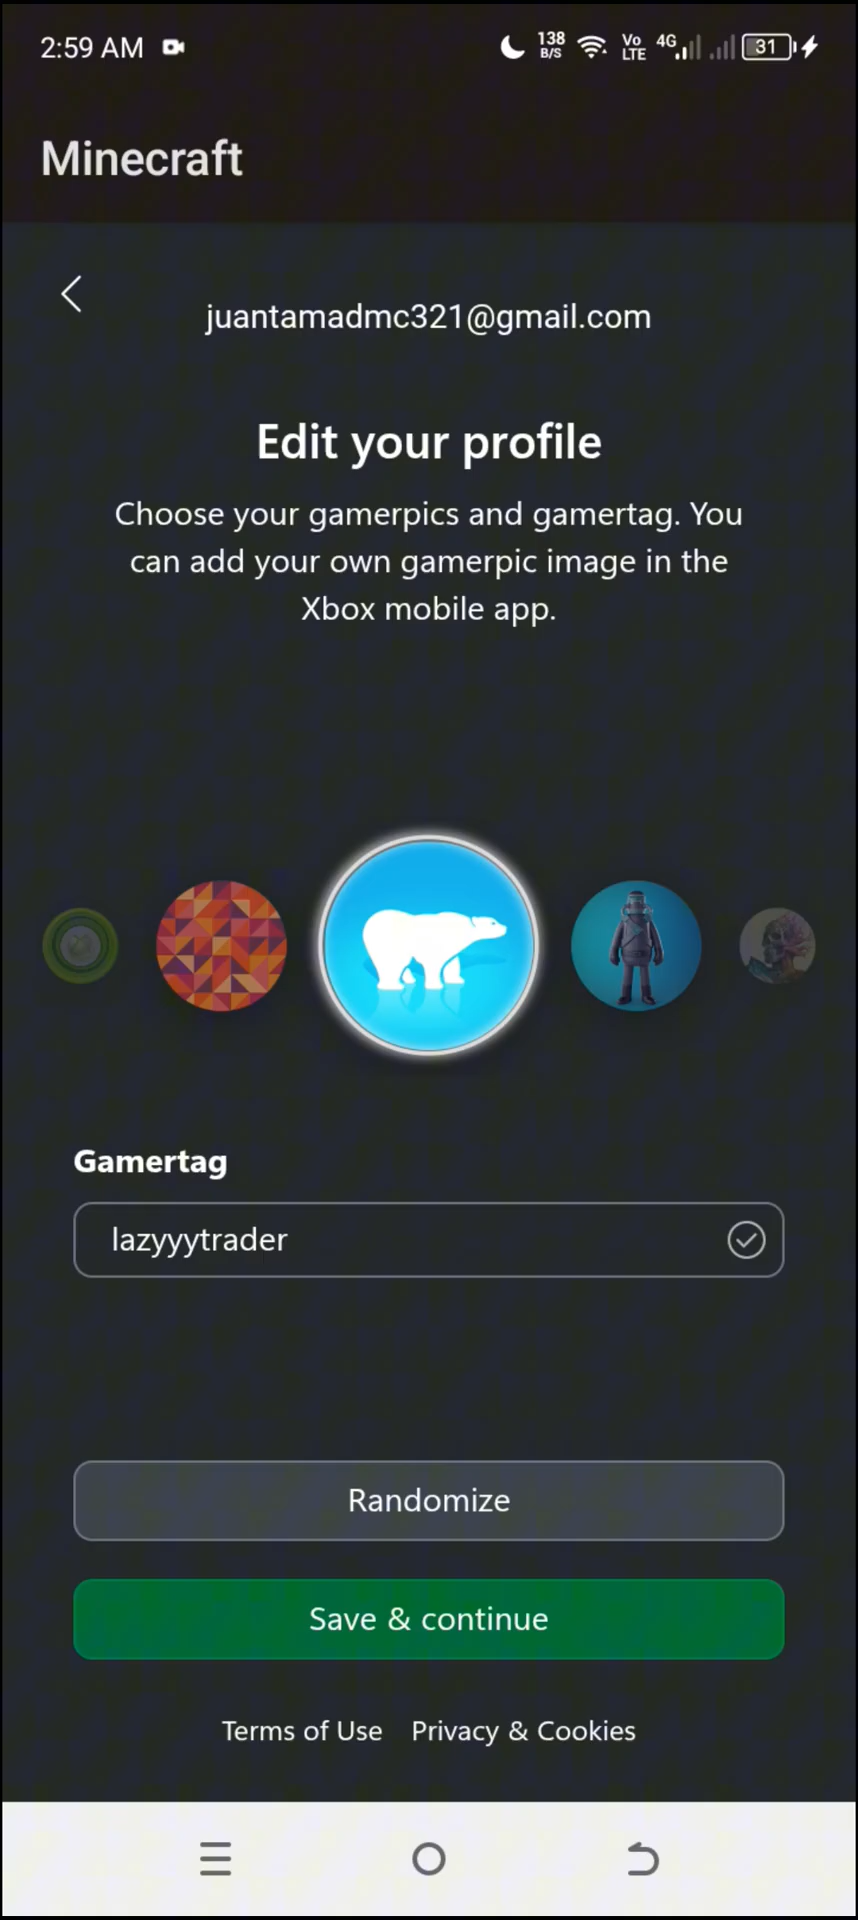 2:59 AM
138 B/S
Vo LTE
4G
31
Minecraft
juantamadmc321@gmail.com
Edit your profile
Choose your gamerpics and gamertag. You
can add your own gamerpic image in the
Xbox mobile app.
Gamertag
lazyyytrader
Randomize
Save & continue
Terms of Use Privacy & Cookies